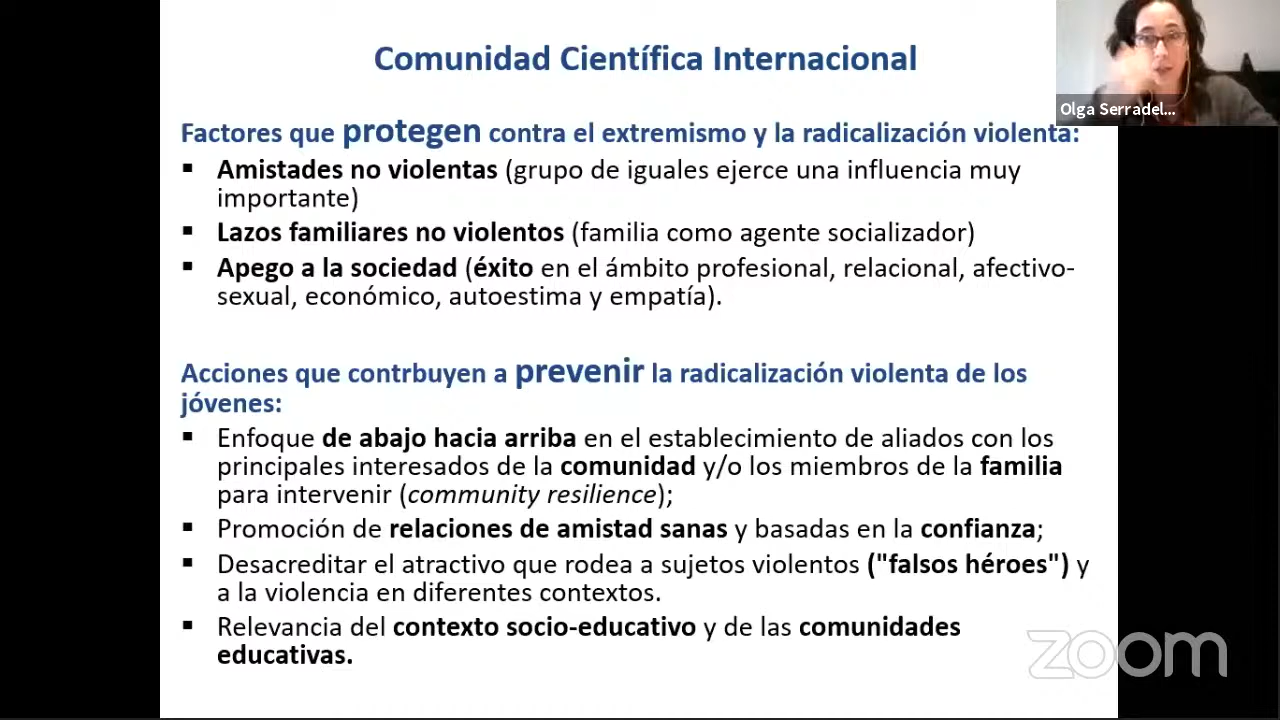 Comunidad Científica Internacional
Olga Serradel...
Factores que protegen contra el extremismo y la radicalización violenta:
▪ Amistades no violentas (grupo de iguales ejerce una influencia muy
importante)
▪ Lazos familiares no violentos (familia como agente socializador)
▪ Apego a la sociedad (éxito en el ámbito profesional, relacional, afectivo-
sexual, económico, autoestima y empatía).
Acciones que contrbuyen a prevenir la radicalización violenta de los
jóvenes:
▪ Enfoque de abajo hacia arriba en el establecimiento de aliados con los
principales interesados de la comunidad y/o los miembros de la familia
para intervenir (community resilience);
▪ Promoción de relaciones de amistad sanas y basadas en la confianza;
▪ Desacreditar el atractivo que rodea a sujetos violentos ("falsos héroes") y
a la violencia en diferentes contextos.
▪ Relevancia del contexto socio-educativo y de las comunidades
educativas.
zoom